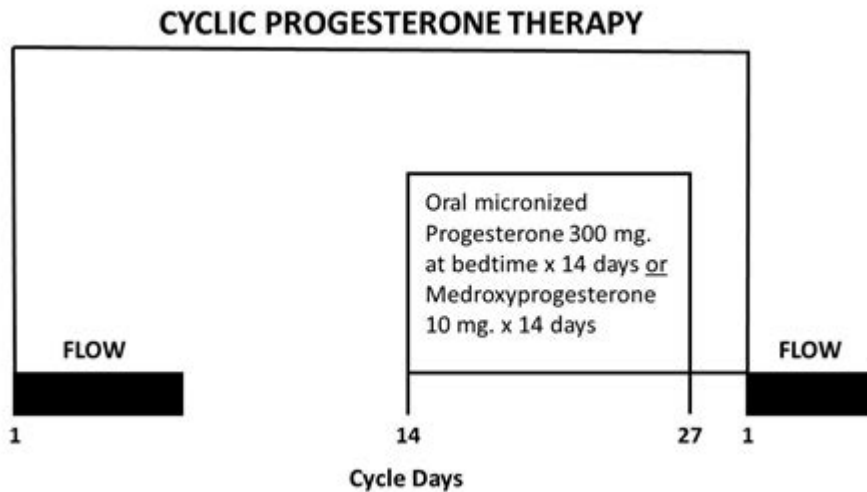 CYCLIC PROGESTERONE THERAPY
Oral micronized
Progesterone 300 mg.
at bedtime x 14 days or
Medroxyprogesterone
10 mg. x 14 days
FLOW
FLOW
1
14
27
1
Cycle Days